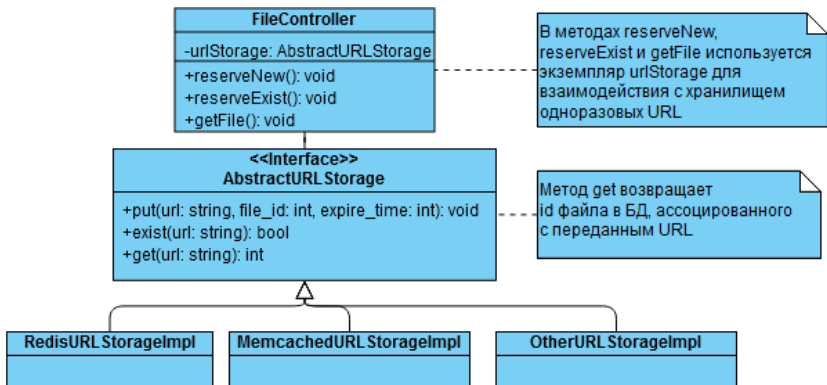 FileController
-urlStorage: AbstractURLStorage
+reserveNew(): void
+reserveExist(): void
+getFile(): void
В методах reserveNew,
reserveExist и getFile используется
экземпляр urlStorage для
взаимодействия с хранилищем
одноразовых URL
<<Interface>>
AbstractURLStorage
+put(url: string, file_id: int, expire_time: int): void
+exist(url: string): bool
+get(url: string): int
Метод get возвращает
id файла в БД, ассоциированного
с переданным URL
RedisURLStorageImpl
MemcachedURLStorageImpl
OtherURLStorageImpl